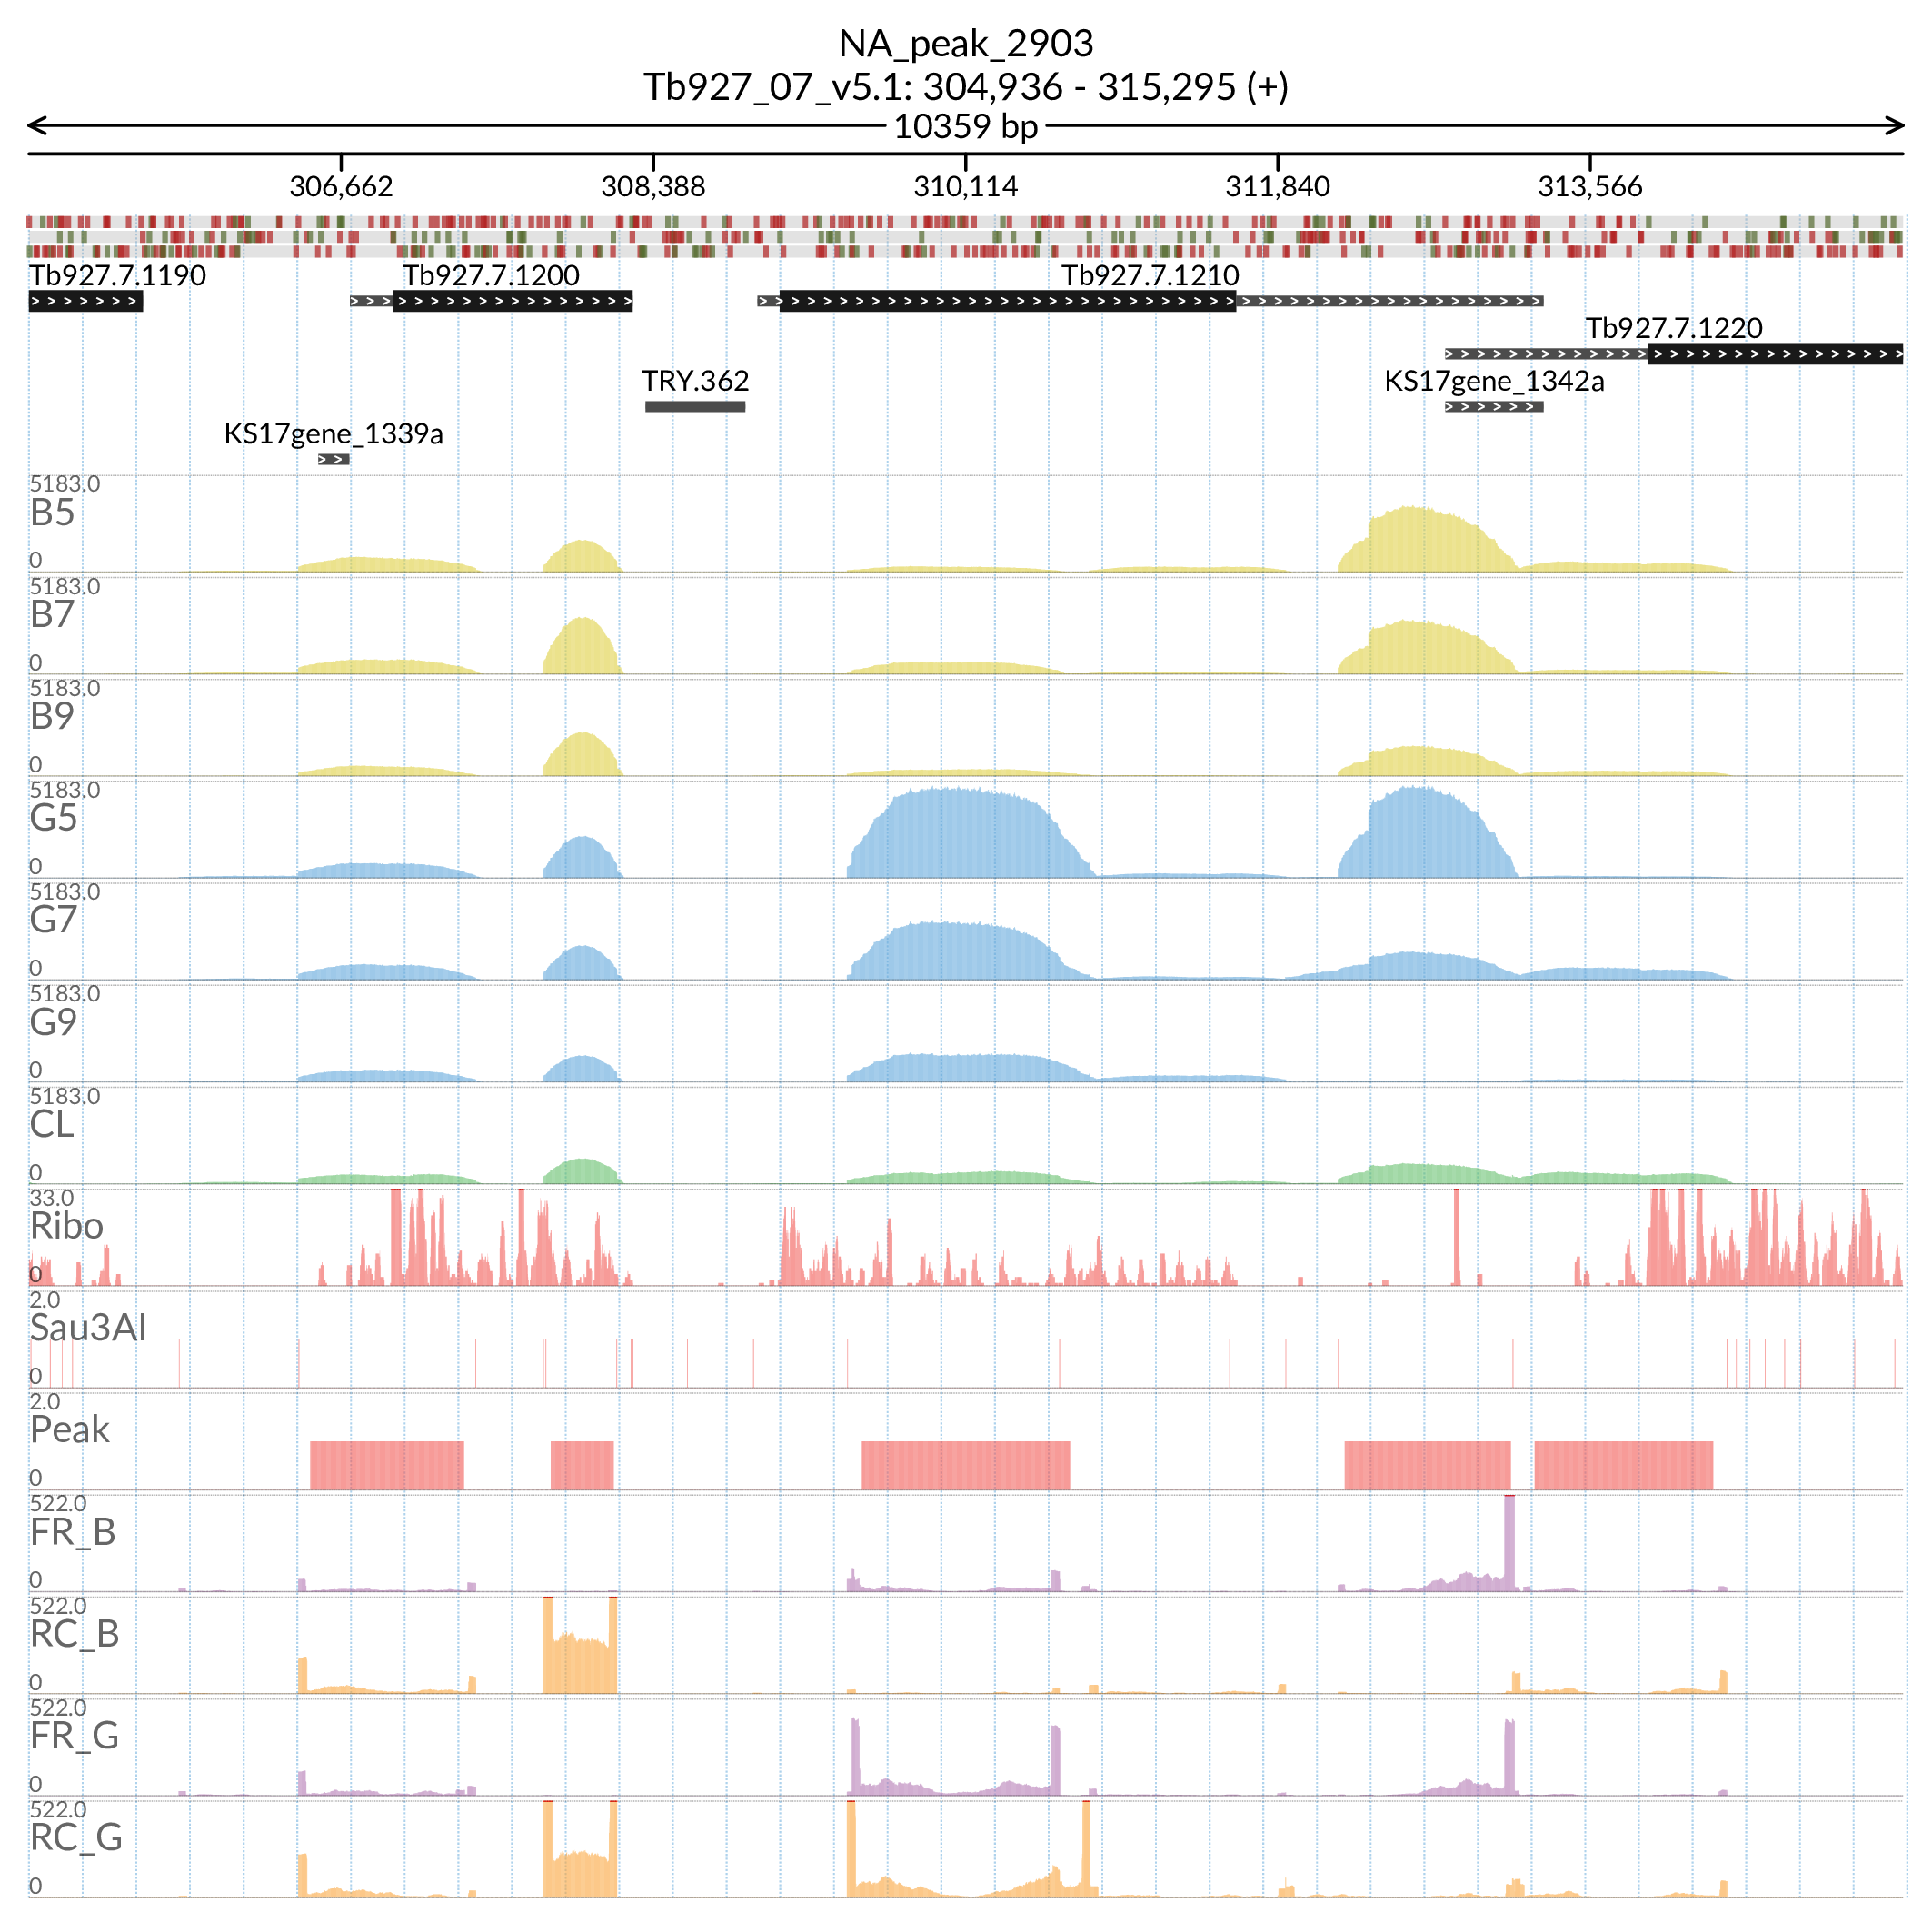 NA_peak_2903
Tb927_07_v5.1: 304,936 - 315,295 (+)
10359 bp
306,662 308,388 310,114 311,840 313,566
Tb927.7.1190 Tb927.7.1200 Tb927.7.1210
Tb927.7.1220
TRY.362 KS17gene_1342a
KS17gene_1339a
5183.0
B5
0
5183.0
B7
0
5183.0
B9
0
5183.0
G5
0
5183.0
G7
0
5183.0
G9
0
5183.0
CL
0
33.0
Ribo
0
2.0
Sau3AI
0
2.0
Peak
0
522.0
FR_B
0
522.0
RC_B
0
522.0
FR_G
0
522.0
RC_G
0